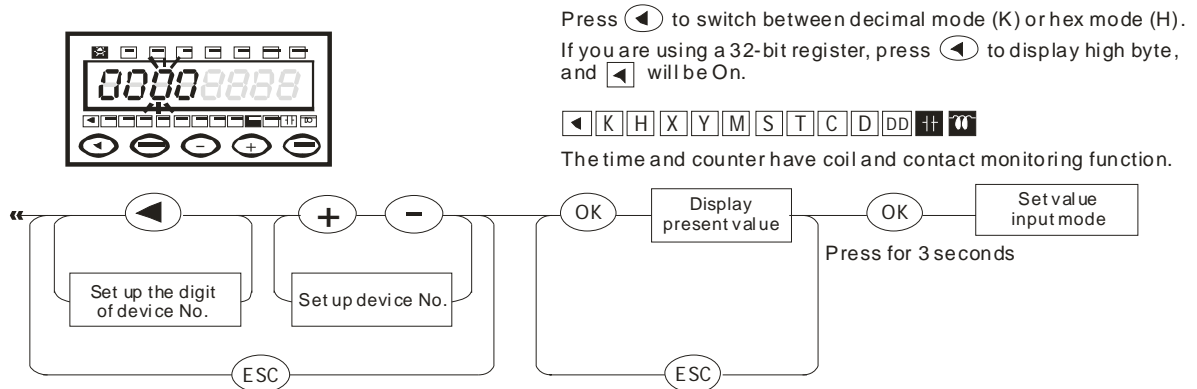 Press ◀ to switch between decimal mode (K) or hex mode (H).
If you are using a 32-bit register, press ◀ to display high byte,
and ◀ will be On.
0000 8888
◀ K H X Y M S T C D DD
The time and counter have coil and contact monitoring function.
◀ - +
« ◀ + - OK Display
present value OK Set value
input mode
Press for 3 seconds
Set up the digit
of device No.
Set up device No.
ESC ESC